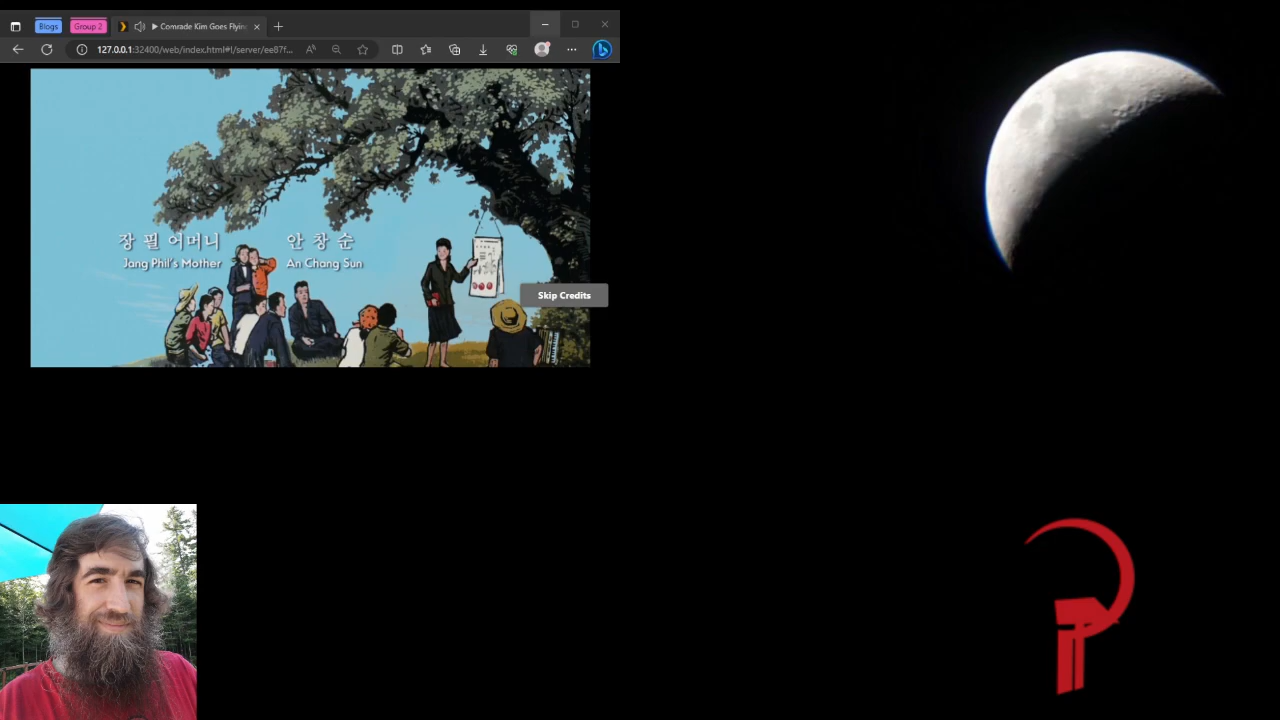 Blogs
Group 2
Comrade Kim Goes Flyin
127.0.0.1:32400/web/index.html#!/server/ee87f...
장 필 어머니 안 창 순
Jang Phil's Mother An Chang Sun
Skip Credits